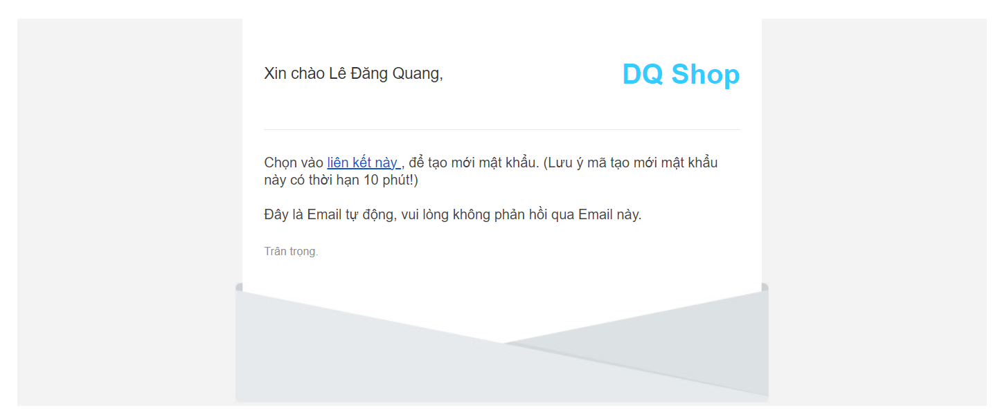 Xin chào Lê Đăng Quang,
DQ Shop
Chọn vào liên kết này , để tạo mới mật khẩu. (Lưu ý mã tạo mới mật khẩu
này có thời hạn 10 phút!)
Đây là Email tự động, vui lòng không phản hồi qua Email này.
Trân trọng.